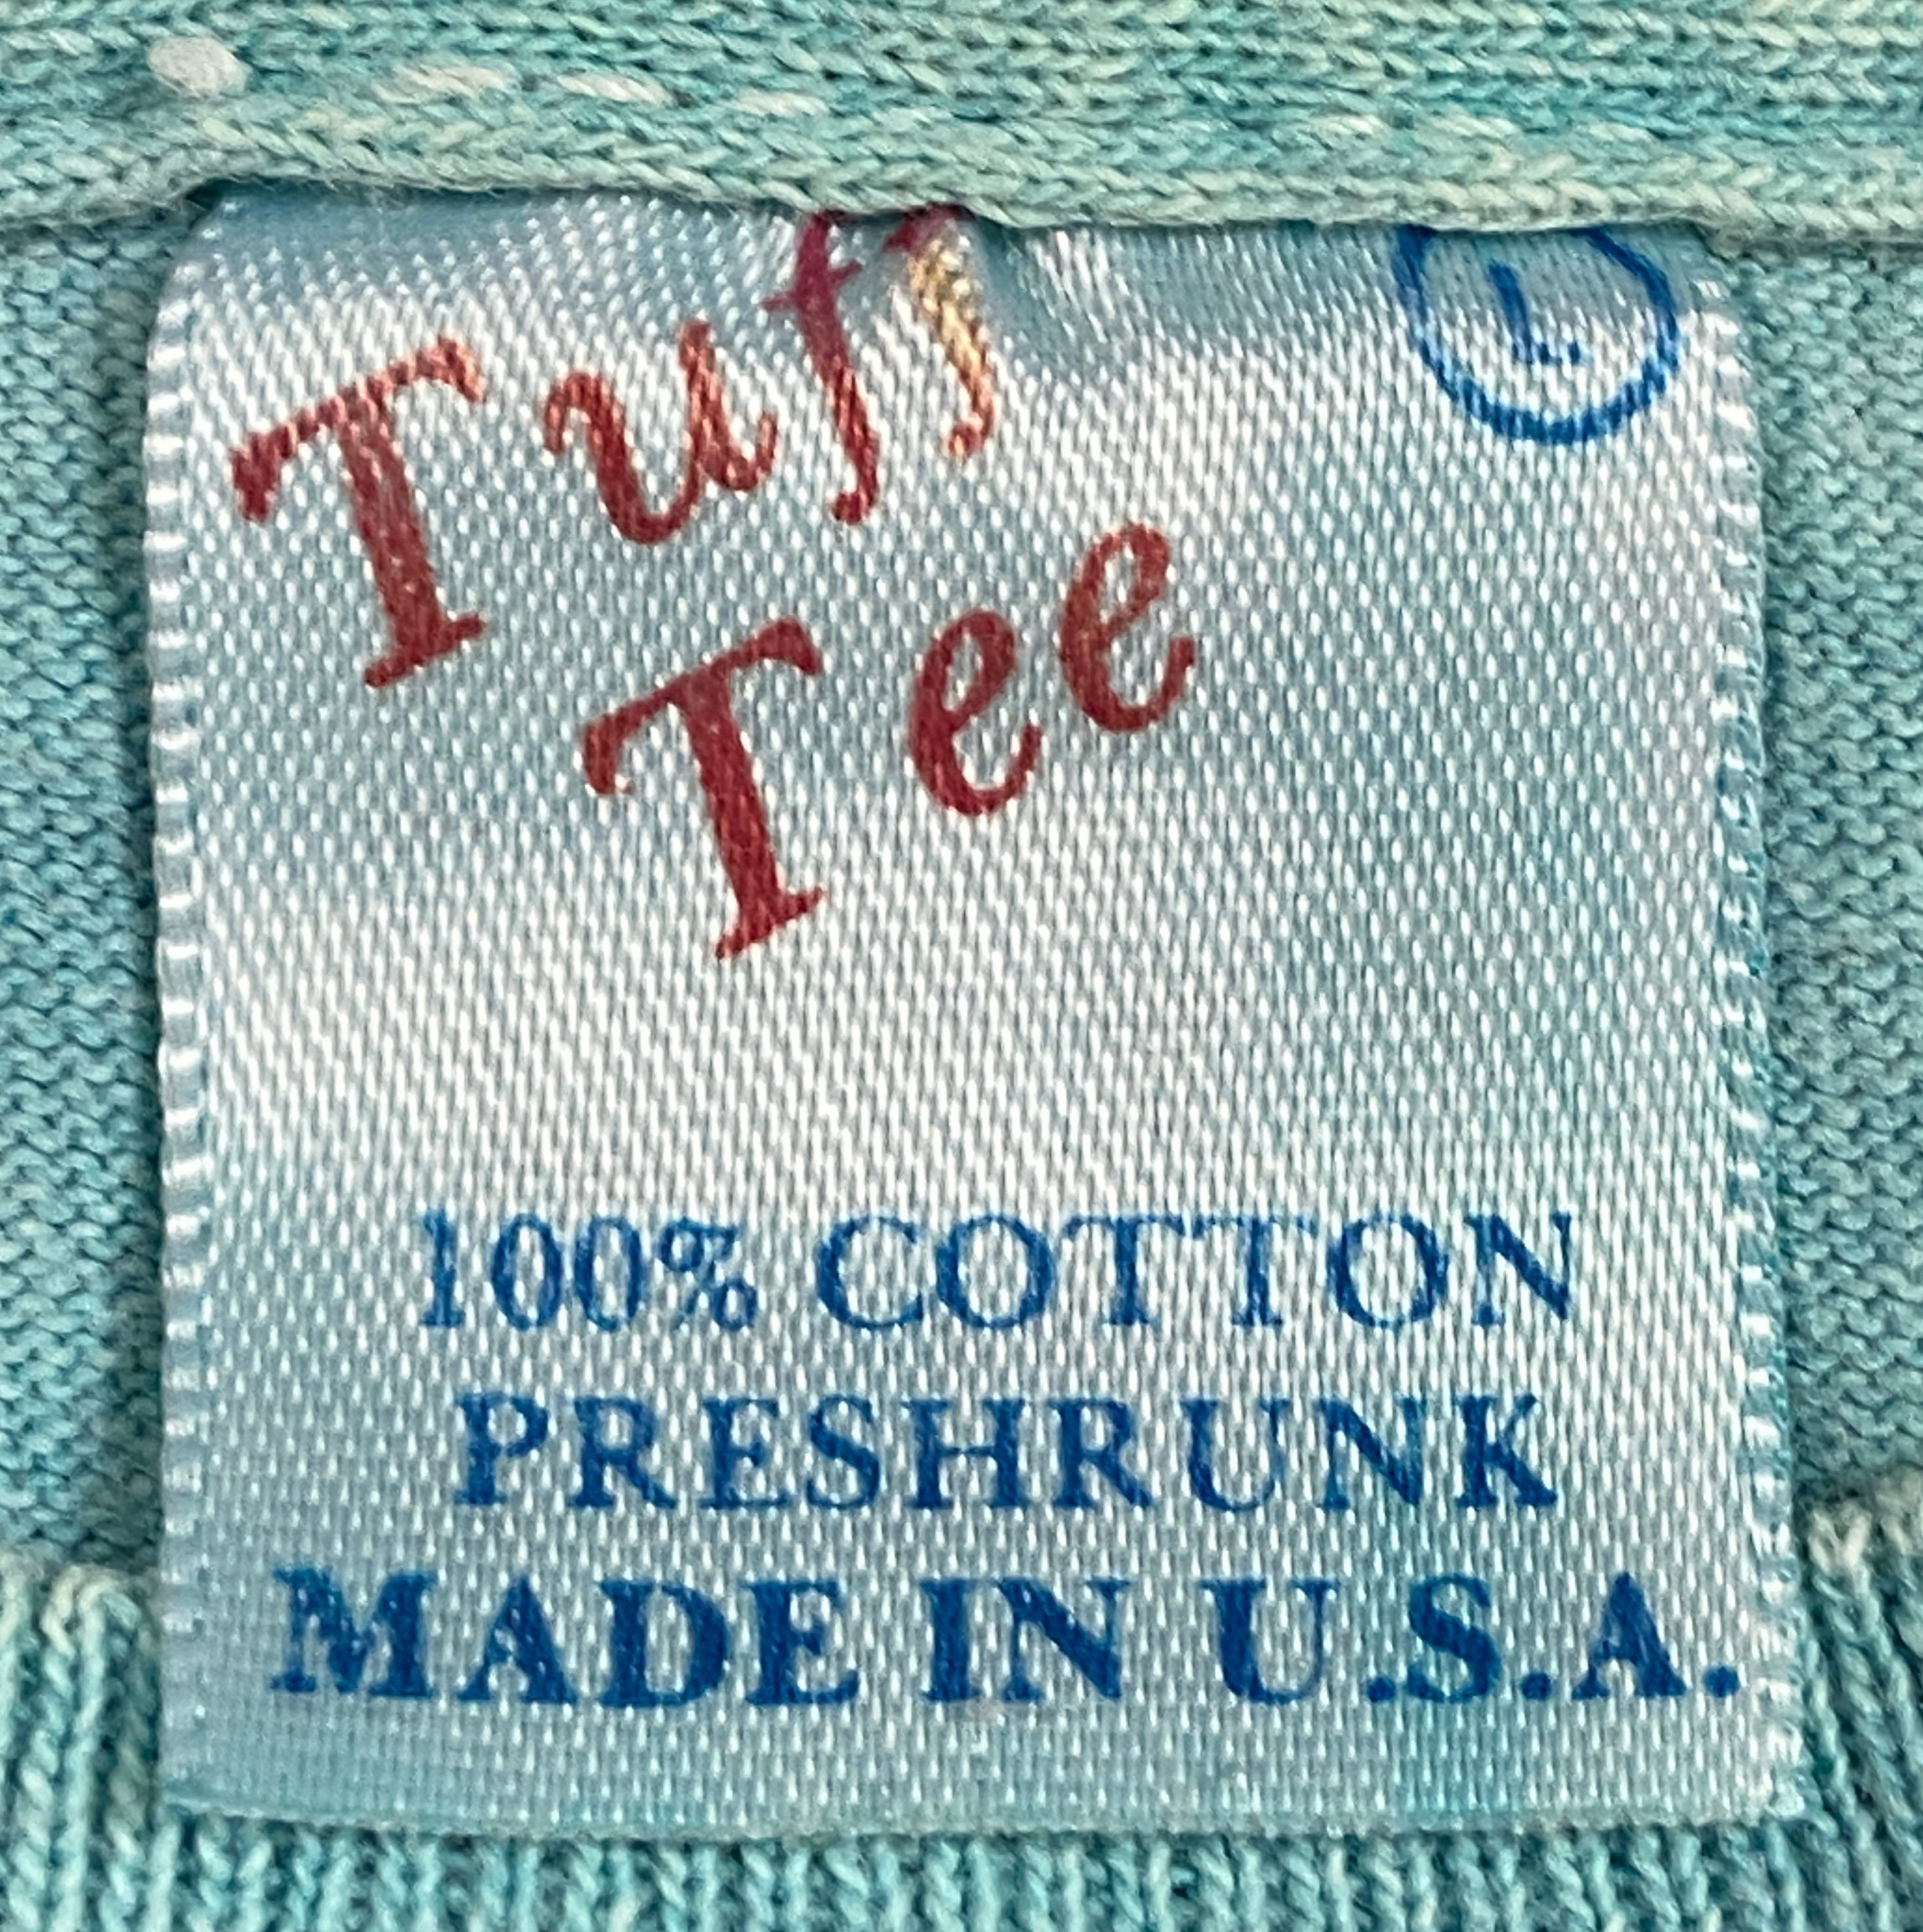 Tuff
L
Tee
100% COTTON
PRESHRUNK
MADE IN U.S.A.